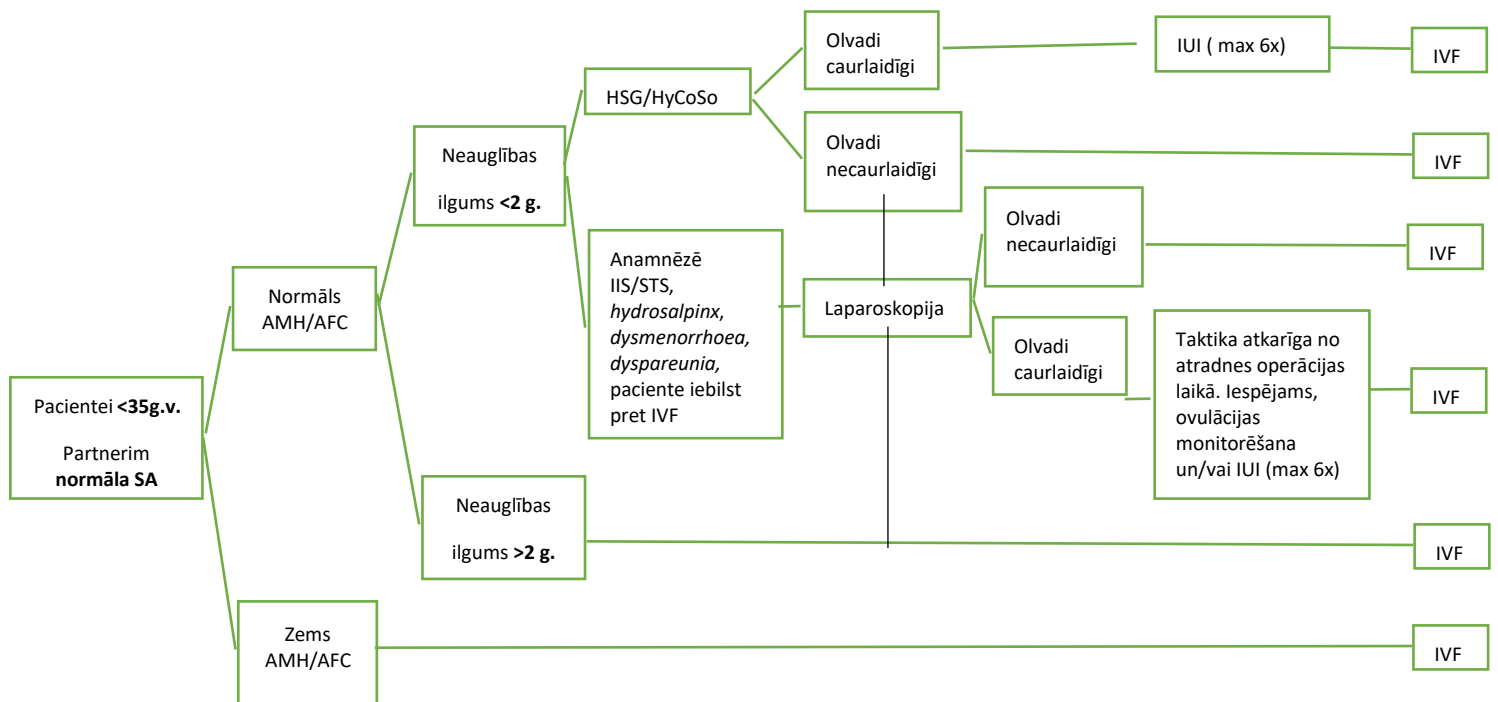 Pacientei <35g.v.
Partnerim
normāla SA
Normāls
AMH/AFC
Zems
AMH/AFC
Neauglības
ilgums <2 g.
Neauglības
ilgums >2 g.
HSG/HyCoSo
Anamnēzē
IIS/STS,
hydrosalpinx,
dysmenorrhoea,
dyspareunia,
paciente iebilst
pret IVF
Olvadi
caurlaidīgi
Olvadi
necaurlaidīgi
Laparoskopija
Olvadi
necaurlaidīgi
Olvadi
caurlaidīgi
IUI ( max 6x)
Taktika atkarīga no
atradnes operācijas
laikā. Iespējams,
ovulācijas
monitorēšana
un/vai IUI (max 6x)
IVF
IVF
IVF
IVF
IVF
IVF